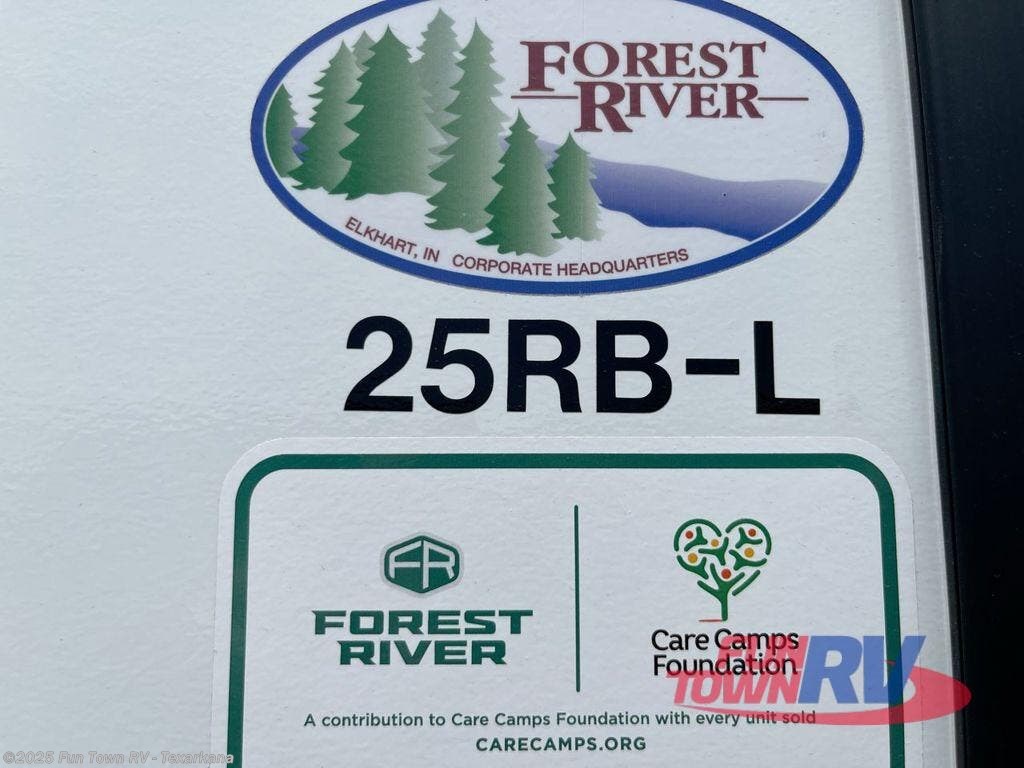 FOREST
RIVER
ELKHART, IN CORPORATE HEADQUARTERS
25RB-L
FR
FOREST
RIVER
Care Camps
Foundation
FUN
TOWN RV
A contribution to Care Camps Foundation with every unit sold
CARECAMPS.ORG
©2025 Fun Town RV - Texarkana